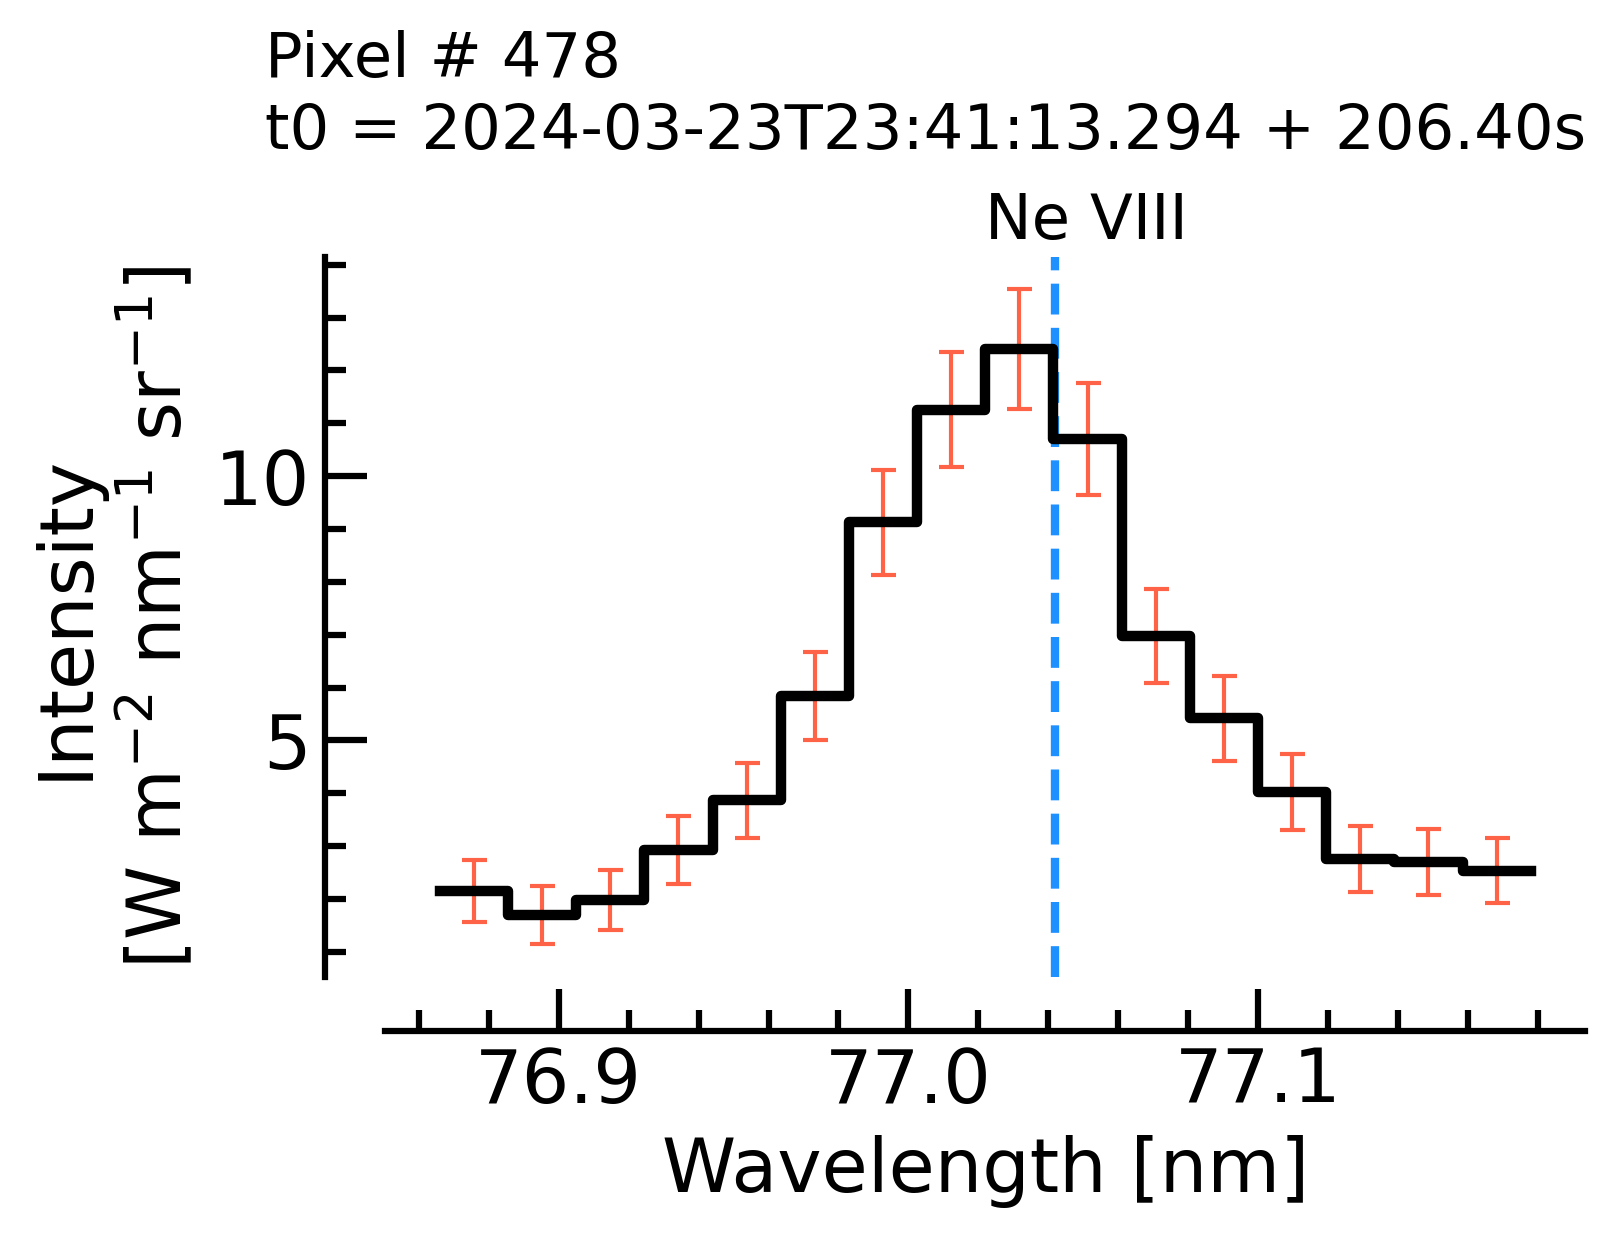 Pixel # 478
t0 = 2024-03-23T23:41:13.294 + 206.40s
Ne VIII
Intensity
[W m⁻² nm⁻¹ sr⁻¹]
10
5
76.9 77.0 77.1
Wavelength [nm]